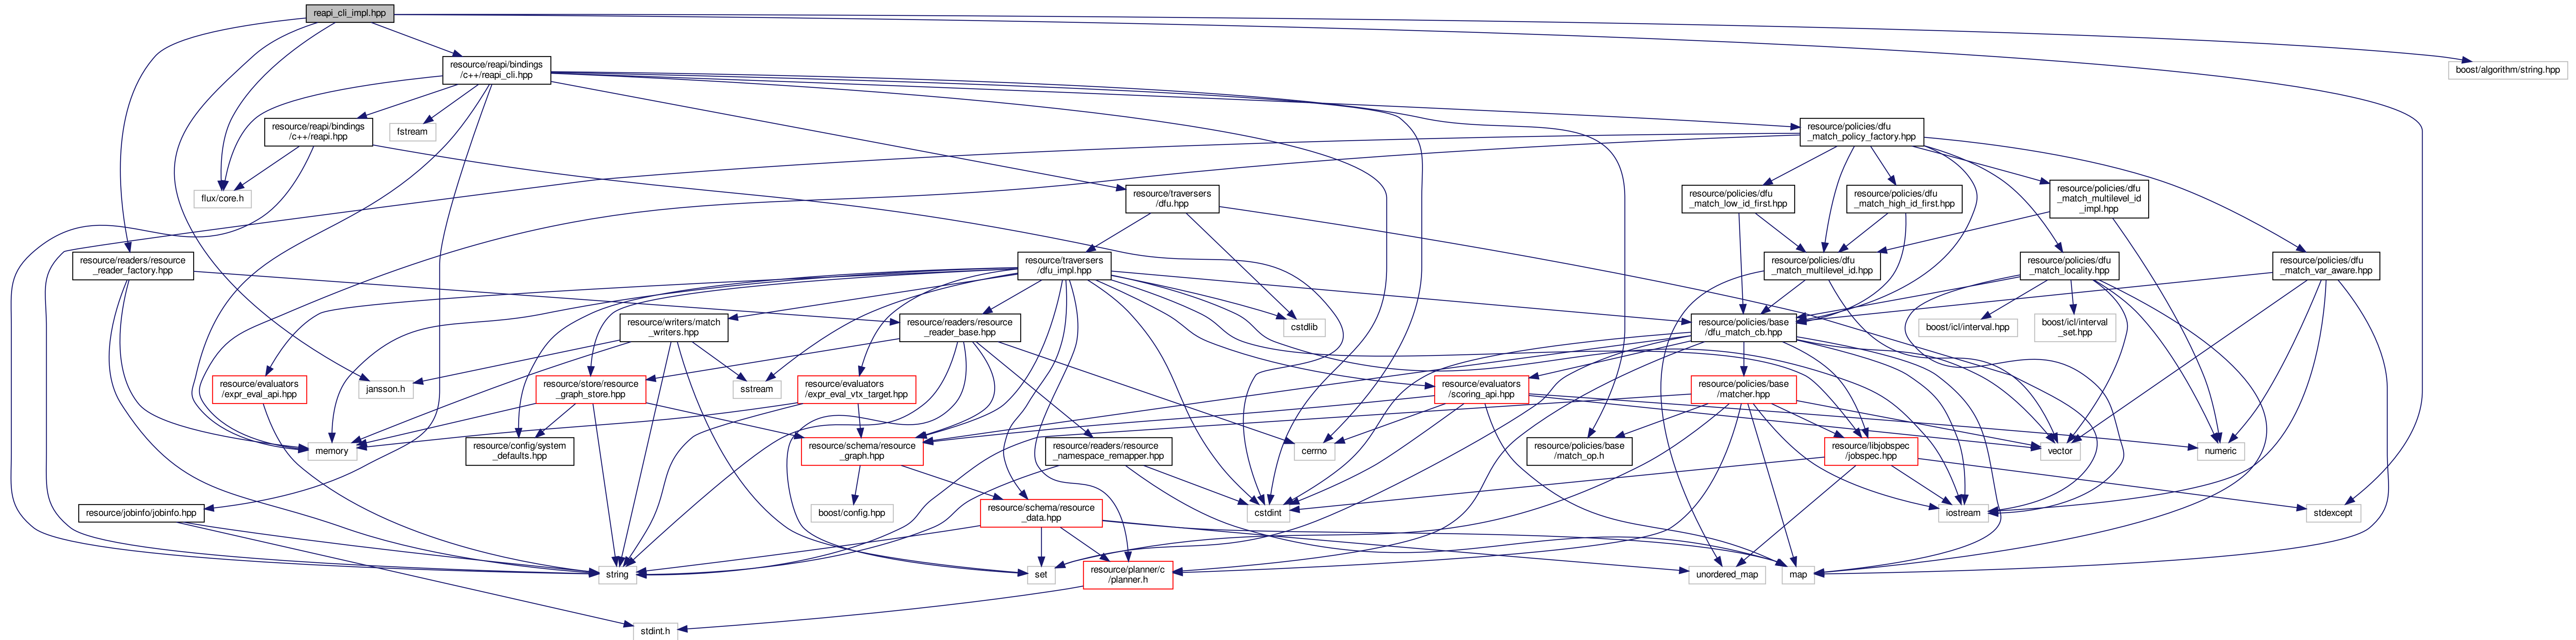 reapi_cli_impl.hpp
resource/reapi/bindings
/c++/reapi_cli.hpp
boost/algorithm/string.hpp
resource/reapi/bindings
/c++/reapi.hpp
fstream
resource/policies/dfu
_match_policy_factory.hpp
flux/core.h
resource/traversers
/dfu.hpp
resource/policies/dfu
_match_low_id_first.hpp
resource/policies/dfu
_match_high_id_first.hpp
resource/policies/dfu
_match_multilevel_id
_impl.hpp
resource/readers/resource
_reader_factory.hpp
resource/traversers
/dfu_impl.hpp
resource/policies/dfu
_match_multilevel_id.hpp
resource/policies/dfu
_match_locality.hpp
resource/policies/dfu
_match_var_aware.hpp
resource/writers/match
_writers.hpp
resource/readers/resource
_reader_base.hpp
cstdlib
resource/policies/base
/dfu_match_cb.hpp
boost/icl/interval.hpp
boost/icl/interval
_set.hpp
resource/evaluators
/expr_eval_api.hpp
jansson.h
resource/store/resource
_graph_store.hpp
sstream
resource/evaluators
/expr_eval_vtx_target.hpp
resource/evaluators
/scoring_api.hpp
resource/policies/base
/matcher.hpp
memory
resource/config/system
_defaults.hpp
resource/schema/resource
_graph.hpp
resource/readers/resource
_namespace_remapper.hpp
cerrno
resource/policies/base
/match_op.h
resource/libjobspec
/jobspec.hpp
vector
numeric
resource/jobinfo/jobinfo.hpp
boost/config.hpp
resource/schema/resource
_data.hpp
cstdint
iostream
stdexcept
string
set
resource/planner/c
/planner.h
unordered_map
map
stdint.h